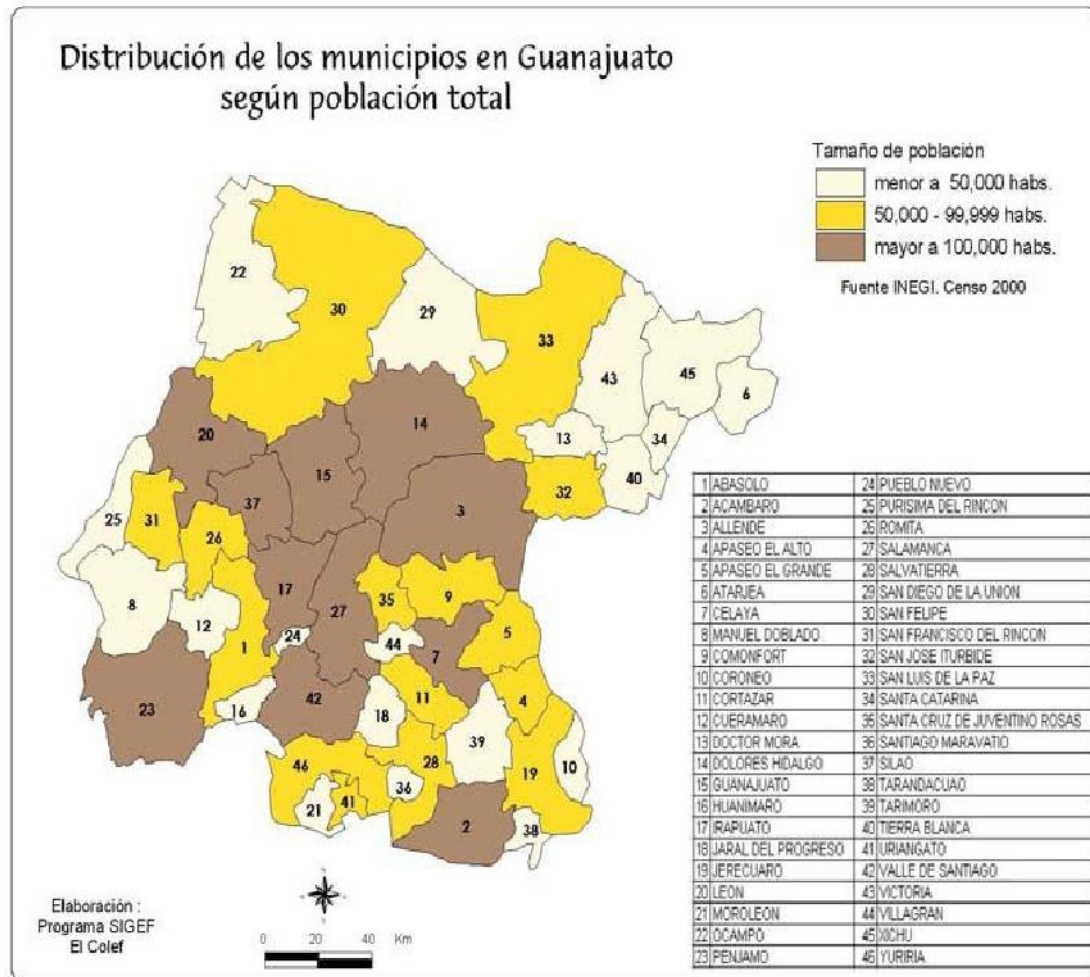 Distribución de los municipios en Guanajuato
según población total
Tamaño de población
menor a 50,000 habs.
50,000 - 99,999 habs.
mayor a 100,000 habs.
Fuente INEGI. Censo 2000
22
30
29
33
43
45
6
20
14
13
34
15
40
37
32
3
25
31
26
8
17
27
35
9
12
24
44
5
1
7
23
16
42
18
11
4
39
46
28
19
10
36
21
41
2
38
1 ABASOLO 24 PUEBLO NUEVO
2 ACAMBARO 25 PURISIMA DEL RINCON
3 ALLENDE 26 ROMITA
4 APASEO EL ALTO 27 SALAMANCA
5 APASEO EL GRANDE 28 SALVATIERRA
6 ATARJEA 29 SAN DIEGO DE LA UNION
7 CELAYA 30 SAN FELIPE
8 MANUEL DOBLADO 31 SAN FRANCISCO DEL RINCON
9 COMONFORT 32 SAN JOSE ITURBIDE
10 CORONEO 33 SAN LUIS DE LA PAZ
11 CORTAZAR 34 SANTA CATARINA
12 CUERAMARO 35 SANTA CRUZ DE JUVENTINO ROSAS
13 DOCTOR MORA 36 SANTIAGO MARAVATIO
14 DOLORES HIDALGO 37 SILAO
15 GUANAJUATO 38 TARANDACUAO
16 HUANIMARO 39 TARIMORO
17 IRAPUATO 40 TIERRA BLANCA
18 JARAL DEL PROGRESO 41 URIANGATO
19 JERECUARO 42 VALLE DE SANTIAGO
20 LEON 43 VICTORIA
21 MOROLEON 44 VILLAGRAN
22 OCAMPO 45 XICHU
23 PENJAMO 46 YURIRIA
Elaboración :
Programa SIGEF
El Colef
0 20 40 Km